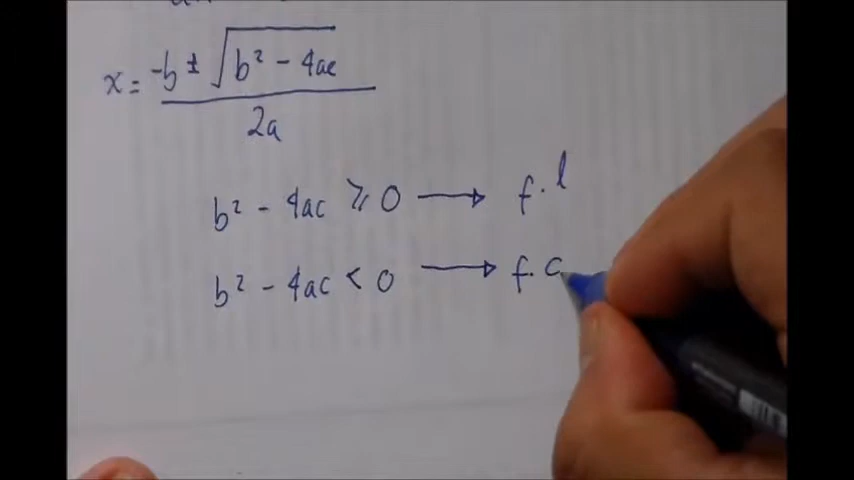 x = -b ± √(b² - 4ac) / 2a
b² - 4ac ≥ 0 → f. l
b² - 4ac < 0 → f. c